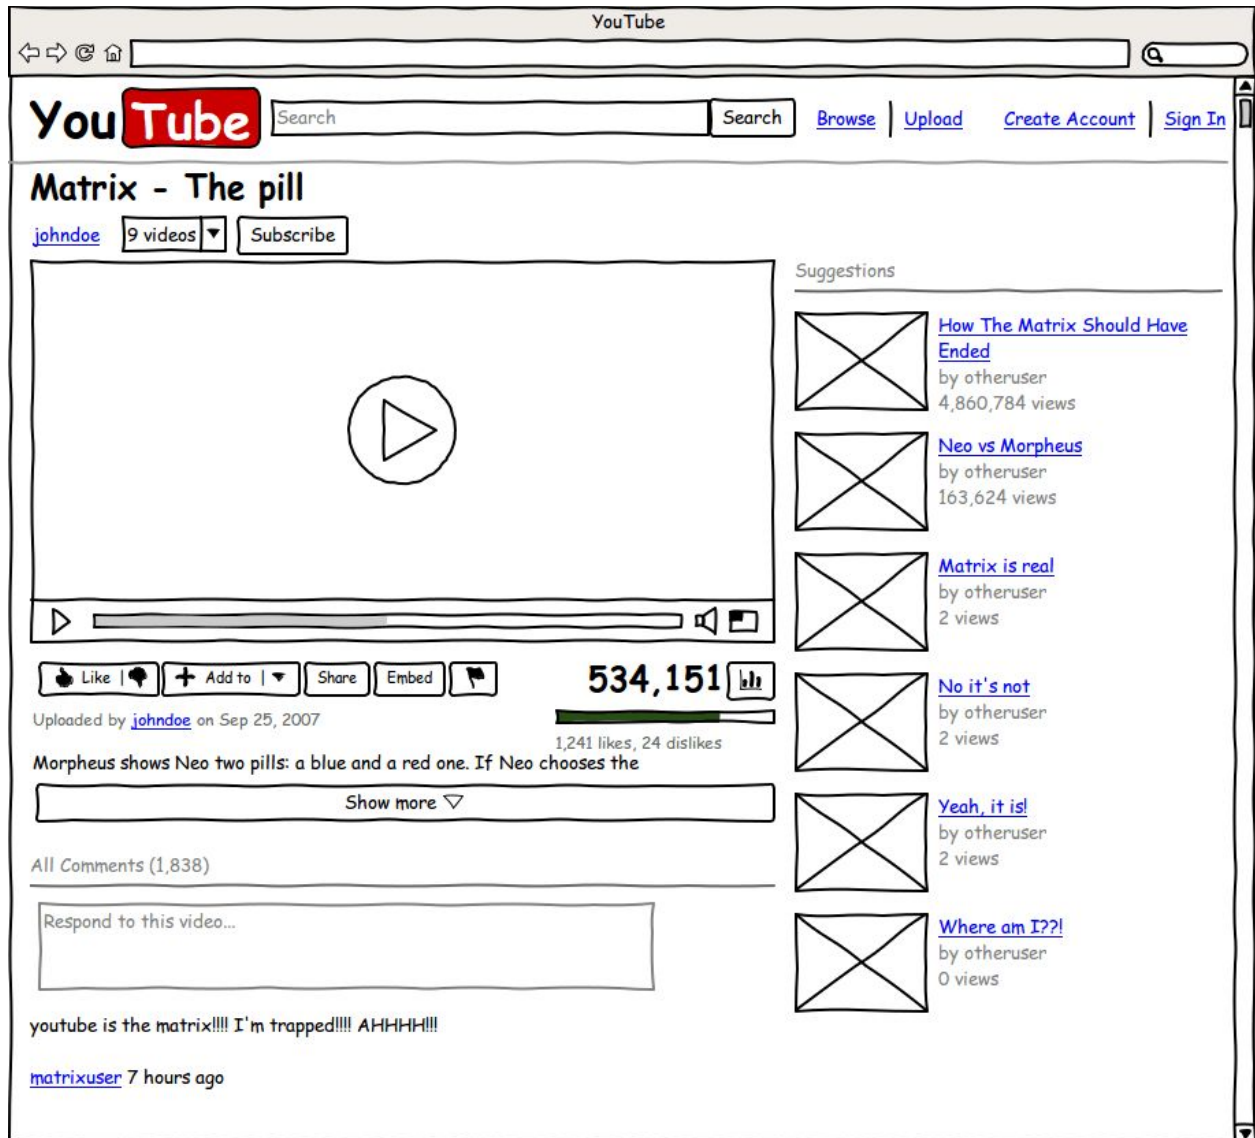 YouTube
YouTube
Search
Search
Browse
Upload
Create Account
Sign In
Matrix - The pill
johndoe
9 videos
Subscribe
Like
Add to
Share
Embed
534,151
Uploaded by johndoe on Sep 25, 2007
1,241 likes, 24 dislikes
Morpheus shows Neo two pills: a blue and a red one. If Neo chooses the
Show more
All Comments (1,838)
Respond to this video...
youtube is the matrix!!!! I'm trapped!!!! AHHHH!!!
matrixuser 7 hours ago
Suggestions
How The Matrix Should Have
Ended
by otheruser
4,860,784 views
Neo vs Morpheus
by otheruser
163,624 views
Matrix is real
by otheruser
2 views
No it's not
by otheruser
2 views
Yeah, it is!
by otheruser
2 views
Where am I??!
by otheruser
0 views